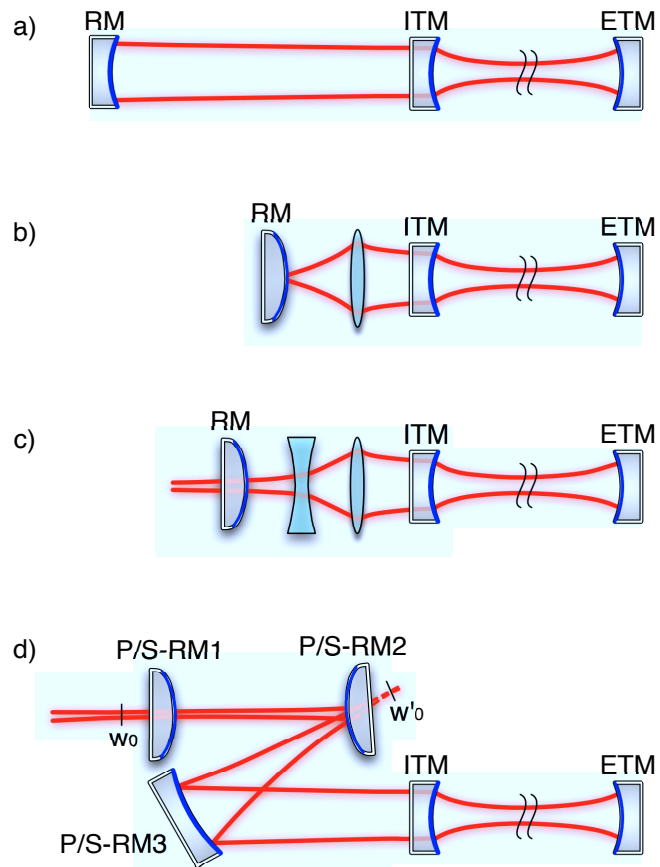 a)
RM
ITM
ETM
b)
RM
ITM
ETM
c)
RM
ITM
ETM
d)
P/S-RM1
P/S-RM2
w0
w'0
P/S-RM3
ITM
ETM